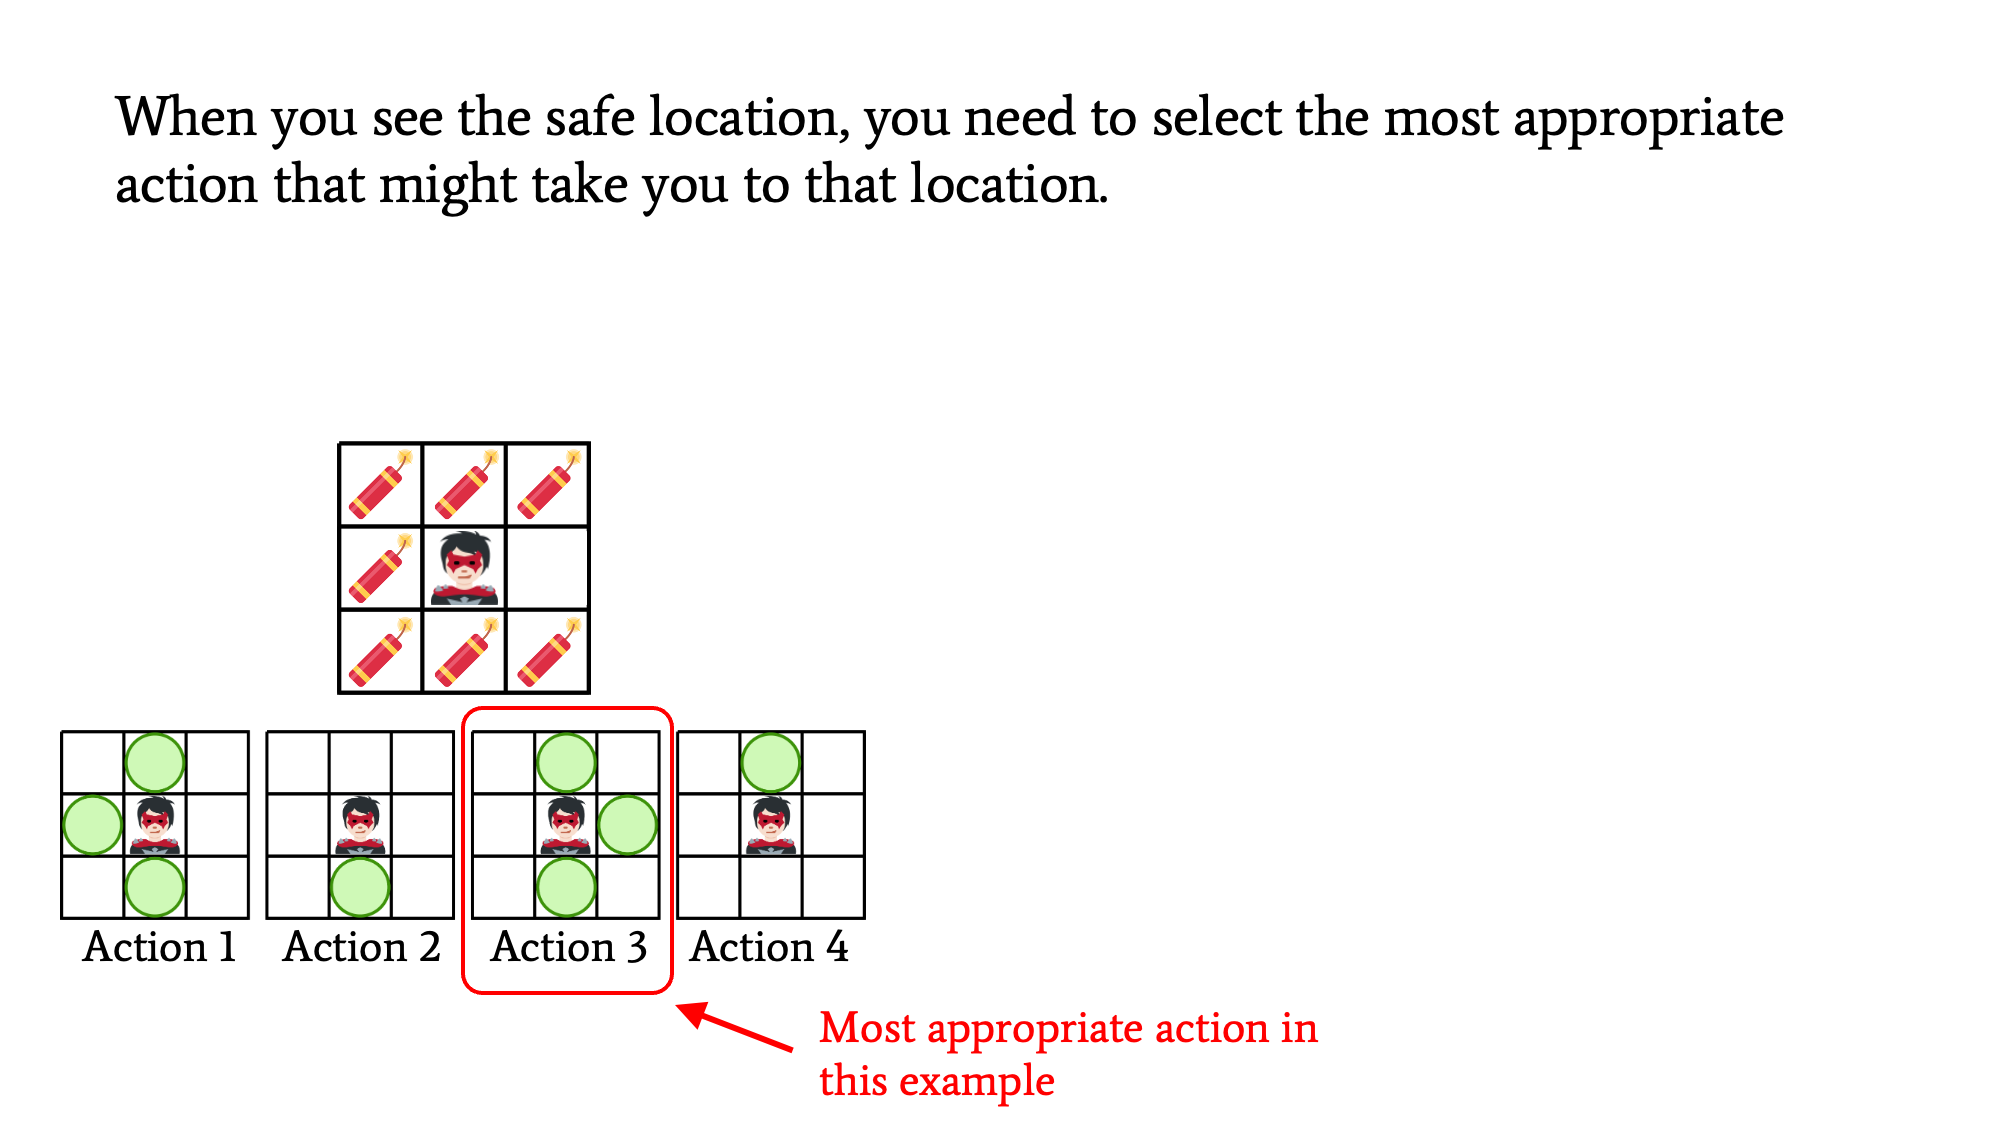 When you see the safe location, you need to select the most appropriate
action that might take you to that location.
Action 1
Action 2
Action 3
Action 4
Most appropriate action in
this example